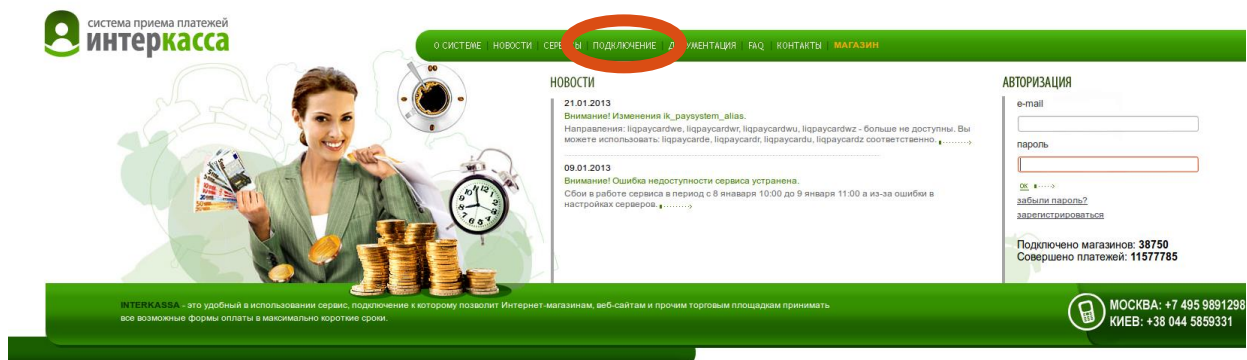 система приема платежей
интеркасса
О СИСТЕМЕ НОВОСТИ ПОДКЛЮЧЕНИЕ FAQ КОНТАКТЫ МАГАЗИН
НОВОСТИ
21.01.2013
Внимание! Изменения ik_paysystem_alias.
Направления: liqpaycardwe, liqpaycardwr, liqpaycardwu, liqpaycardwz - больше не доступны. Вы
можете использовать: liqpaycarde, liqpaycardr, liqpaycardu, liqpaycardz соответственно.
09.01.2013
Внимание! Ошибка недоступности сервиса устранена.
Сбои в работе сервиса в период с 8 янаваря 10:00 до 9 января 11:00 а из-за ошибки в
настройках серверов.
АВТОРИЗАЦИЯ
e-mail
пароль
ок
забыли пароль?
зарегистрироваться
Подключено магазинов: 38750
Совершено платежей: 11577785
INTERKASSA - это удобный в использовании сервис, подключение к которому позволит Интернет-магазинам, веб-сайтам и прочим торговым площадкам принимать
все возможные формы оплаты в максимально короткие сроки.
МОСКВА: +7 495 9891298
КИЕВ: +38 044 5859331